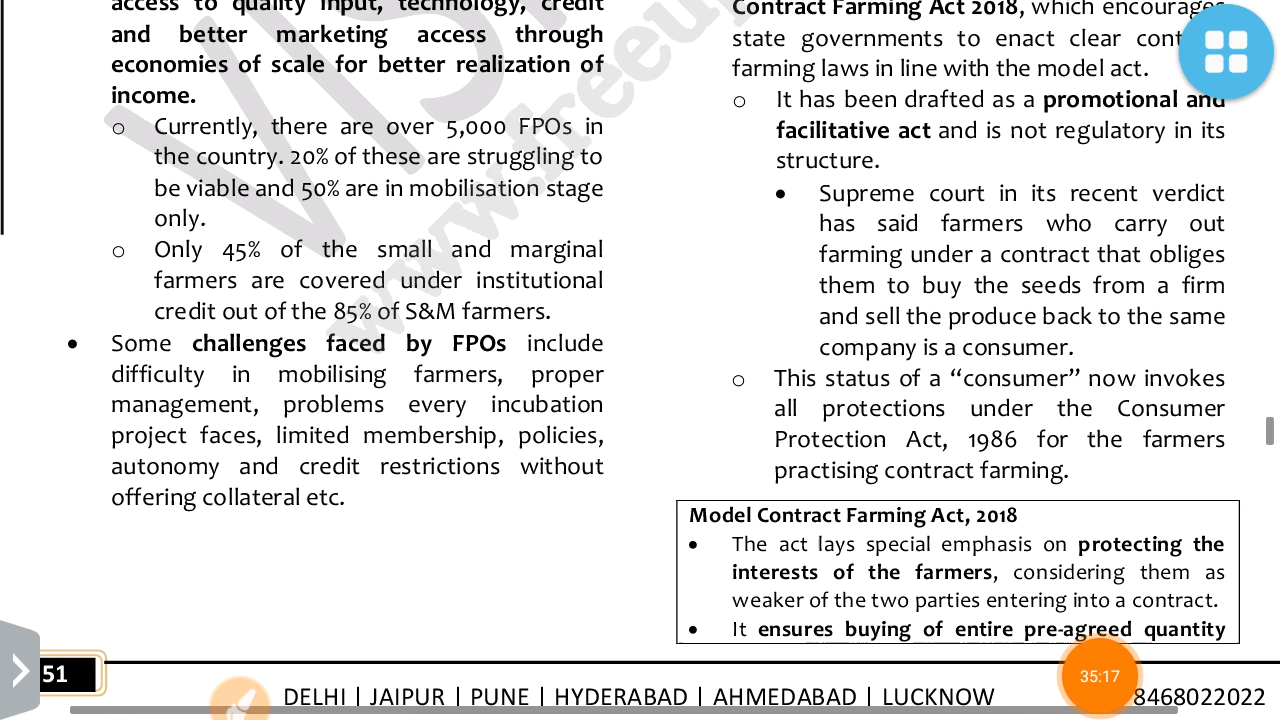 access to quality input, technology, credit
and better marketing access through
economies of scale for better realization of
income.
o Currently, there are over 5,000 FPOs in
the country. 20% of these are struggling to
be viable and 50% are in mobilisation stage
only.
o Only 45% of the small and marginal
farmers are covered under institutional
credit out of the 85% of S&M farmers.
• Some challenges faced by FPOs include
difficulty in mobilising farmers, proper
management, problems every incubation
project faces, limited membership, policies,
autonomy and credit restrictions without
offering collateral etc.
Contract Farming Act 2018, which encourages
state governments to enact clear
farming laws in line with the model act.
o It has been drafted as a promotional and
facilitative act and is not regulatory in its
structure.
• Supreme court in its recent verdict
has said farmers who carry out
farming under a contract that obliges
them to buy the seeds from a firm
and sell the produce back to the same
company is a consumer.
o This status of a “consumer” now invokes
all protections under the Consumer
Protection Act, 1986 for the farmers
practising contract farming.
Model Contract Farming Act, 2018
• The act lays special emphasis on protecting the
interests of the farmers, considering them as
weaker of the two parties entering into a contract.
• It ensures buying of entire pre-agreed quantity
51
DELHI | JAIPUR | PUNE | HYDERABAD | AHMEDABAD | LUCKNOW 8468022022
35:17